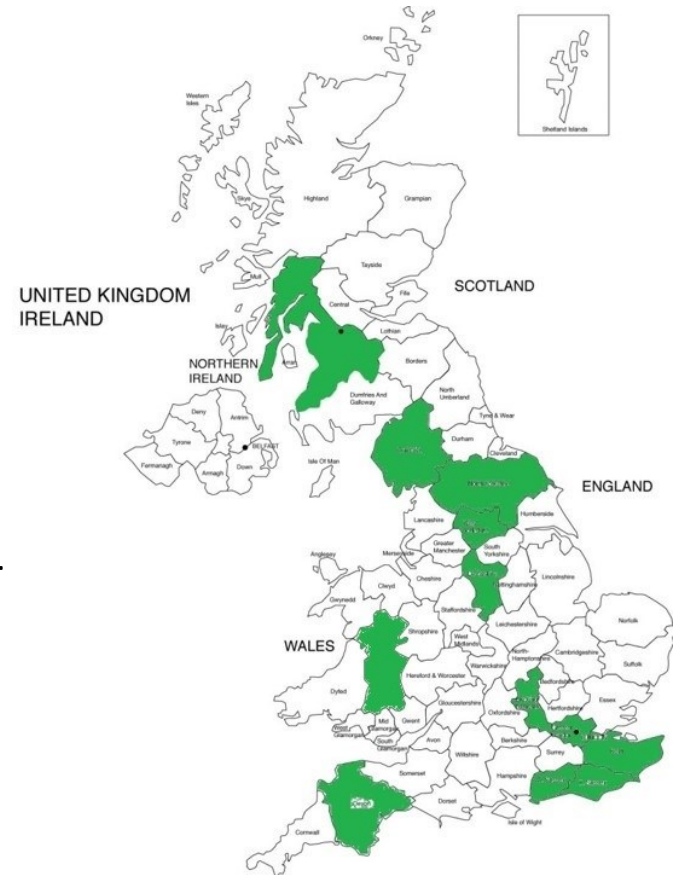 Orkney
Western
Isles
Shetland Islands
Skye
Highland
Grampian
Mull
Tayside
UNITED KINGDOM
IRELAND
SCOTLAND
Central
Fife
Islay
Lothian
NORTHERN
IRELAND
Arran
Borders
Dumfries And
Galloway
North
Umberland
Derry
Antrim
Tyne & Wear
Tyrone
BELFAST
Durham
Cleveland
Fermanagh
Armagh
Down
Isle Of Man
ENGLAND
Lancashire
Humberside
Greater
Manchester
South
Yorkshire
Anglesey
Merseyside
Clwyd
Cheshire
Nottinghamshire
Lincolnshire
Gwynedd
Staffordshire
Leichestershire
Norfolk
WALES
Shropshire
West
Midlands
North-
Hamptonshire
Cambridgeshire
Suffolk
Hereford & Worcester
Warwickshire
Bedfordshire
Dyfed
Gloucestershire
Oxfordshire
Hertfordshire
Essex
West
Glamorgan
Mid
Glamorgan
South
Glamorgan
Gwent
Avon
Berkshire
Wiltshire
Surrey
Somerset
Hampshire
Dorset
Isle of Wight
Cornwall